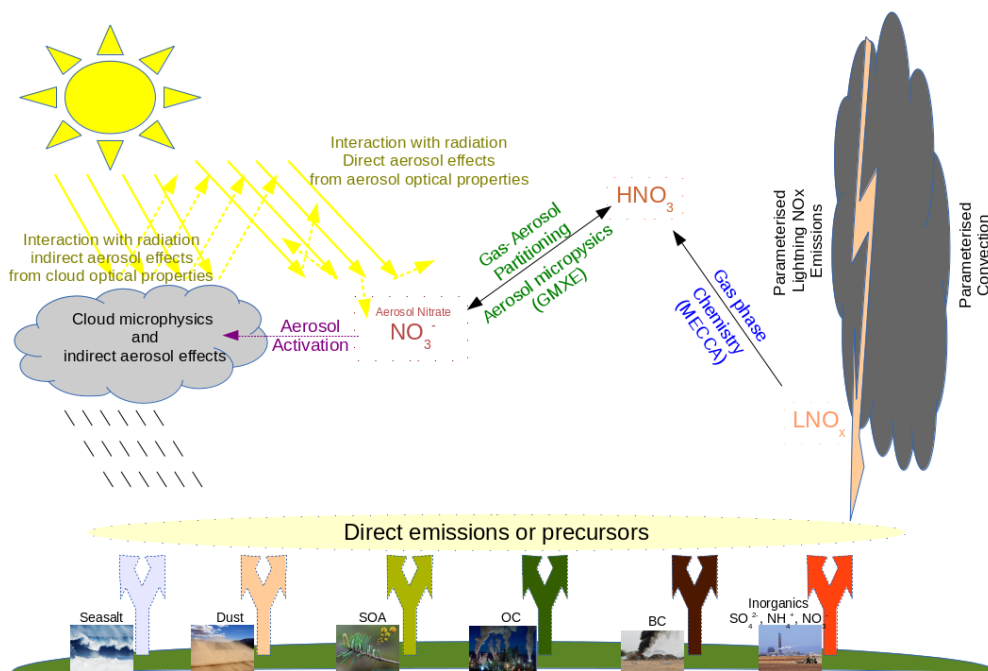 Interaction with radiation
Direct aerosol effects
from aerosol optical properties
HNO3
Gas- Aerosol
Partitioning
Aerosol micropysics
(GMXE)
Parameterised
Lightning NOx
Emissions
Parameterised
Convection
Interaction with radiation
indirect aerosol effects
from cloud optical properties
Cloud microphysics
and
indirect aerosol effects
Aerosol
Activation
Aerosol Nitrate
NO3-
Gas phase
Chemistry
(MECCA)
LNOx
Direct emissions or precursors
Seasalt
Dust
SOA
OC
BC
Inorganics
SO4 2-, NH4+, NO